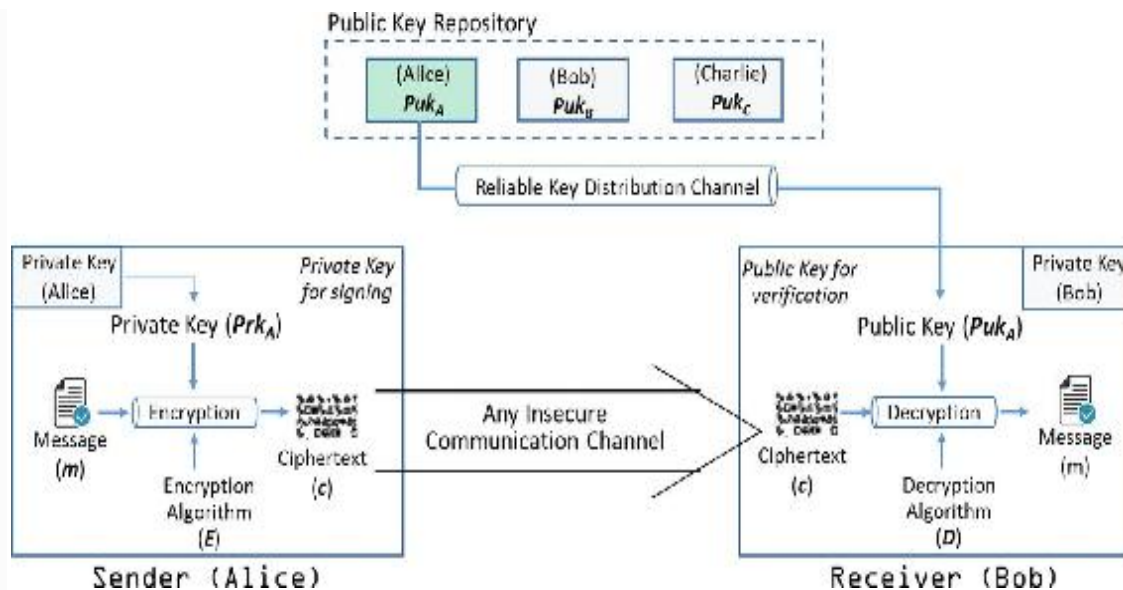 Public Key Repository
(Alice)
PukA
(Bob)
PukB
(Charlie)
PukC
Reliable Key Distribution Channel
Private Key
(Alice)
Private Key
for signing
Private Key (PrkA)
Encryption
Message
(m)
Ciphertext
(c)
Encryption
Algorithm
(E)
Sender (Alice)
Any Insecure
Communication Channel
Public Key for
verification
Private Key
(Bob)
Public Key (PukA)
Decryption
Ciphertext
(c)
Message
(m)
Decryption
Algorithm
(D)
Receiver (Bob)